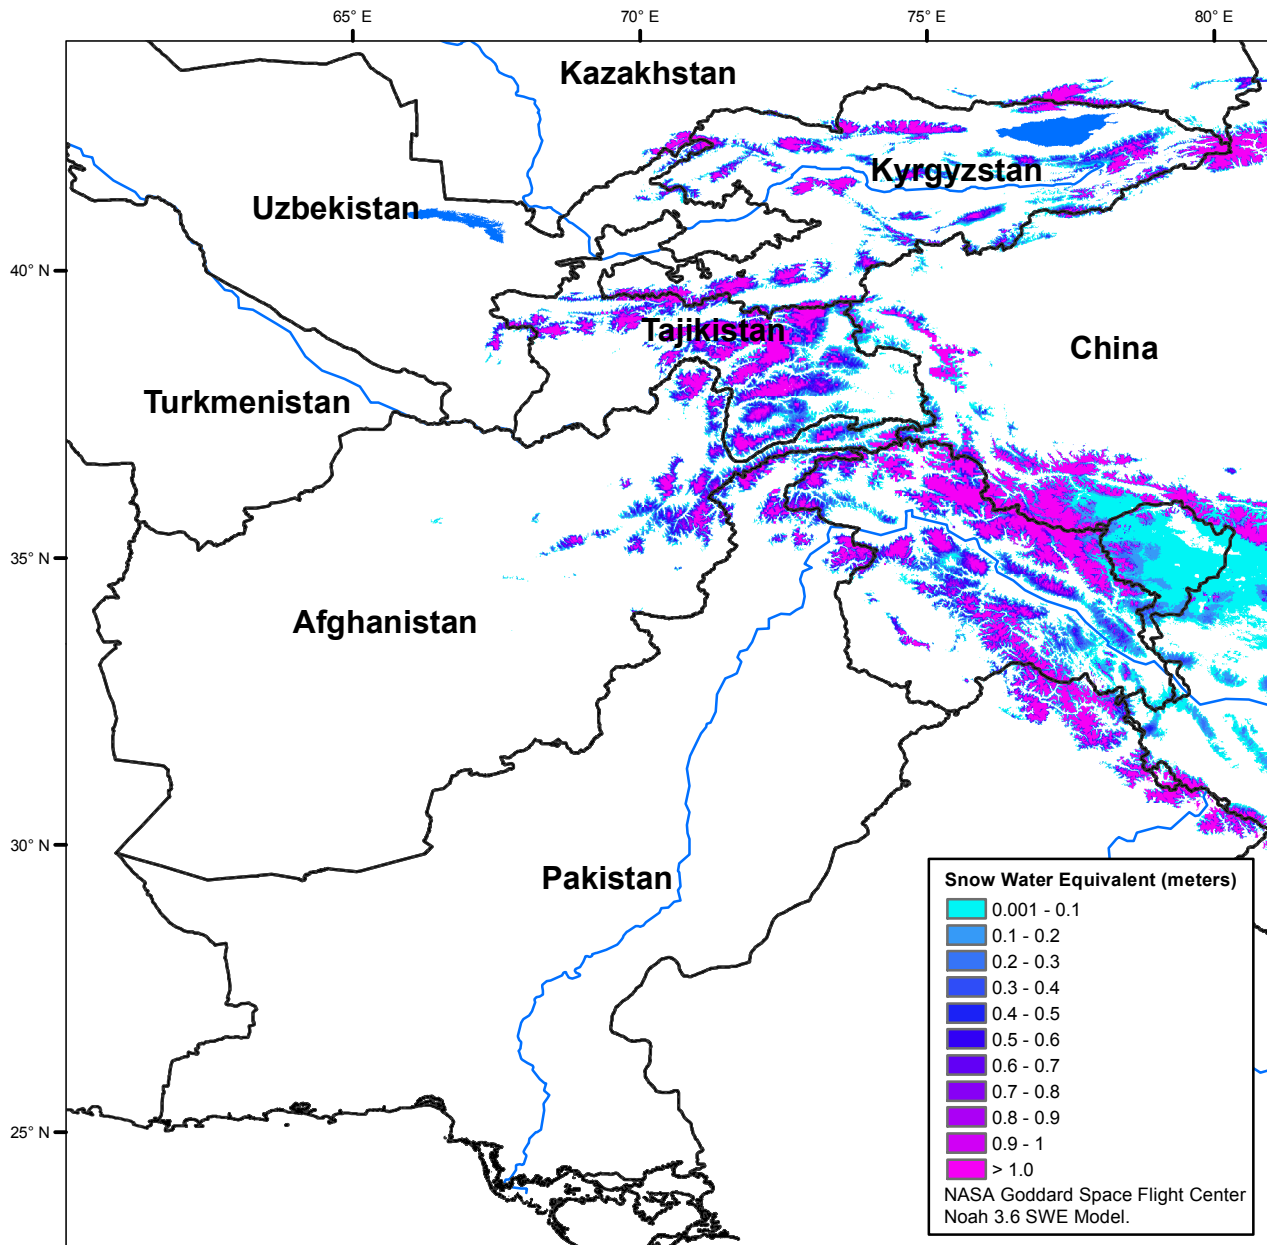 65° E
70° E
75° E
80° E
Kazakhstan
Kyrgyzstan
Uzbekistan
40° N
Tajikistan
China
Turkmenistan
35° N
Afghanistan
30° N
Pakistan
25° N
Snow Water Equivalent (meters)
0.001 - 0.1
0.1 - 0.2
0.2 - 0.3
0.3 - 0.4
0.4 - 0.5
0.5 - 0.6
0.6 - 0.7
0.7 - 0.8
0.8 - 0.9
0.9 - 1
> 1.0
NASA Goddard Space Flight Center
Noah 3.6 SWE Model.